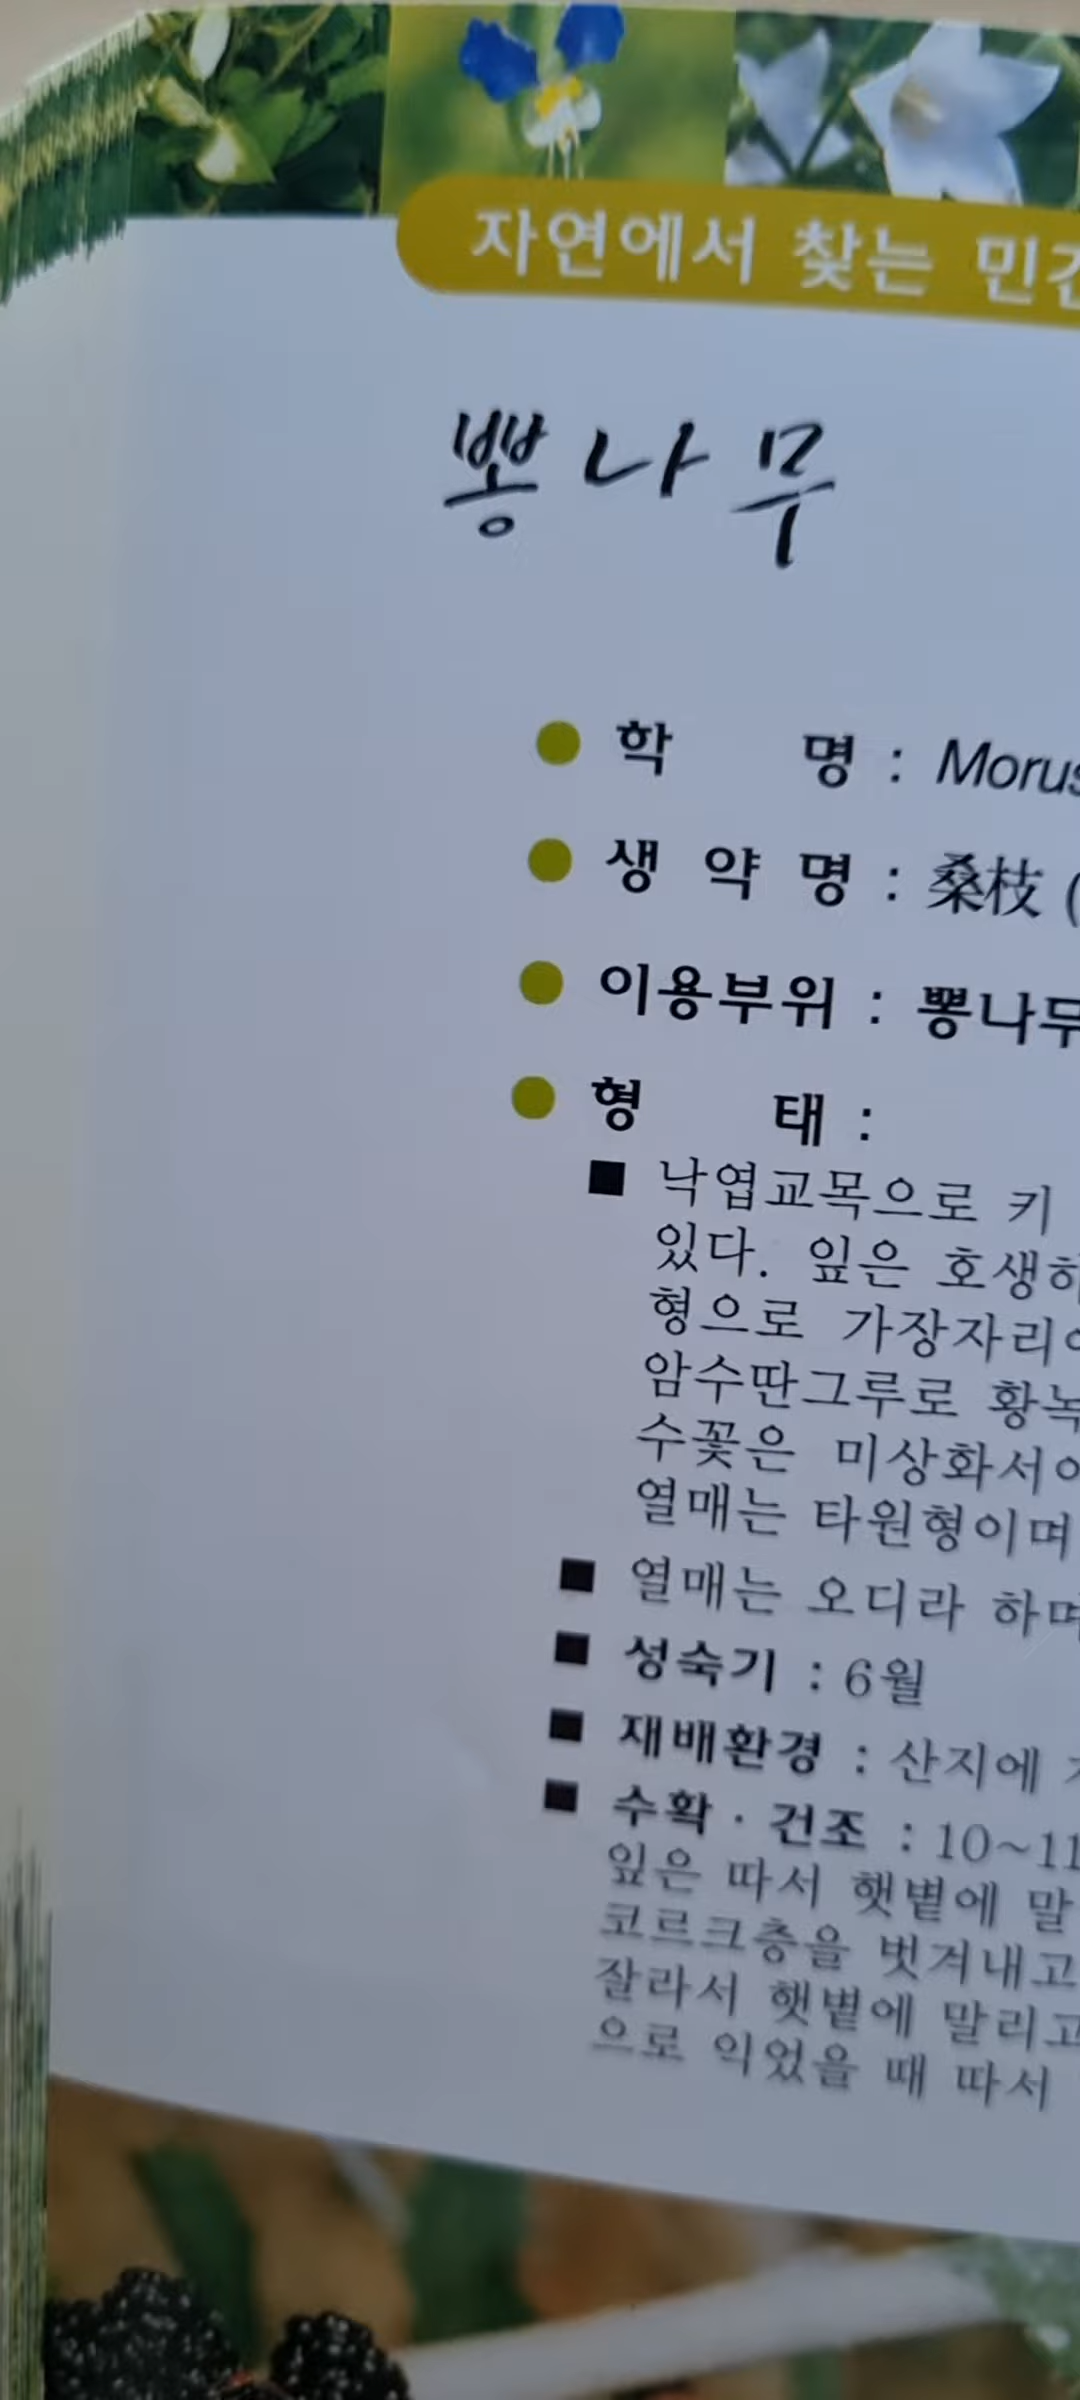 자연에서 찾는
뽕나무
● 학 명 : Morus
● 생 약 명 : 桑枝 (
● 이용부위 : 뽕나무
● 형 태 :
■ 낙엽교목으로 키
있다. 잎은 호생하
형으로 가장자리에
암수딴그루로 황녹
수꽃은 미상화서이
열매는 타원형이며
■ 열매는 오디라 하며
■ 성숙기 : 6월
■ 재배환경 : 산지에
■ 수확 · 건조 : 10~11
잎은 따서 햇볕에 말
코르크층을 벗겨내고
잘라서 햇볕에 말리고
으로 익었을 때 따서